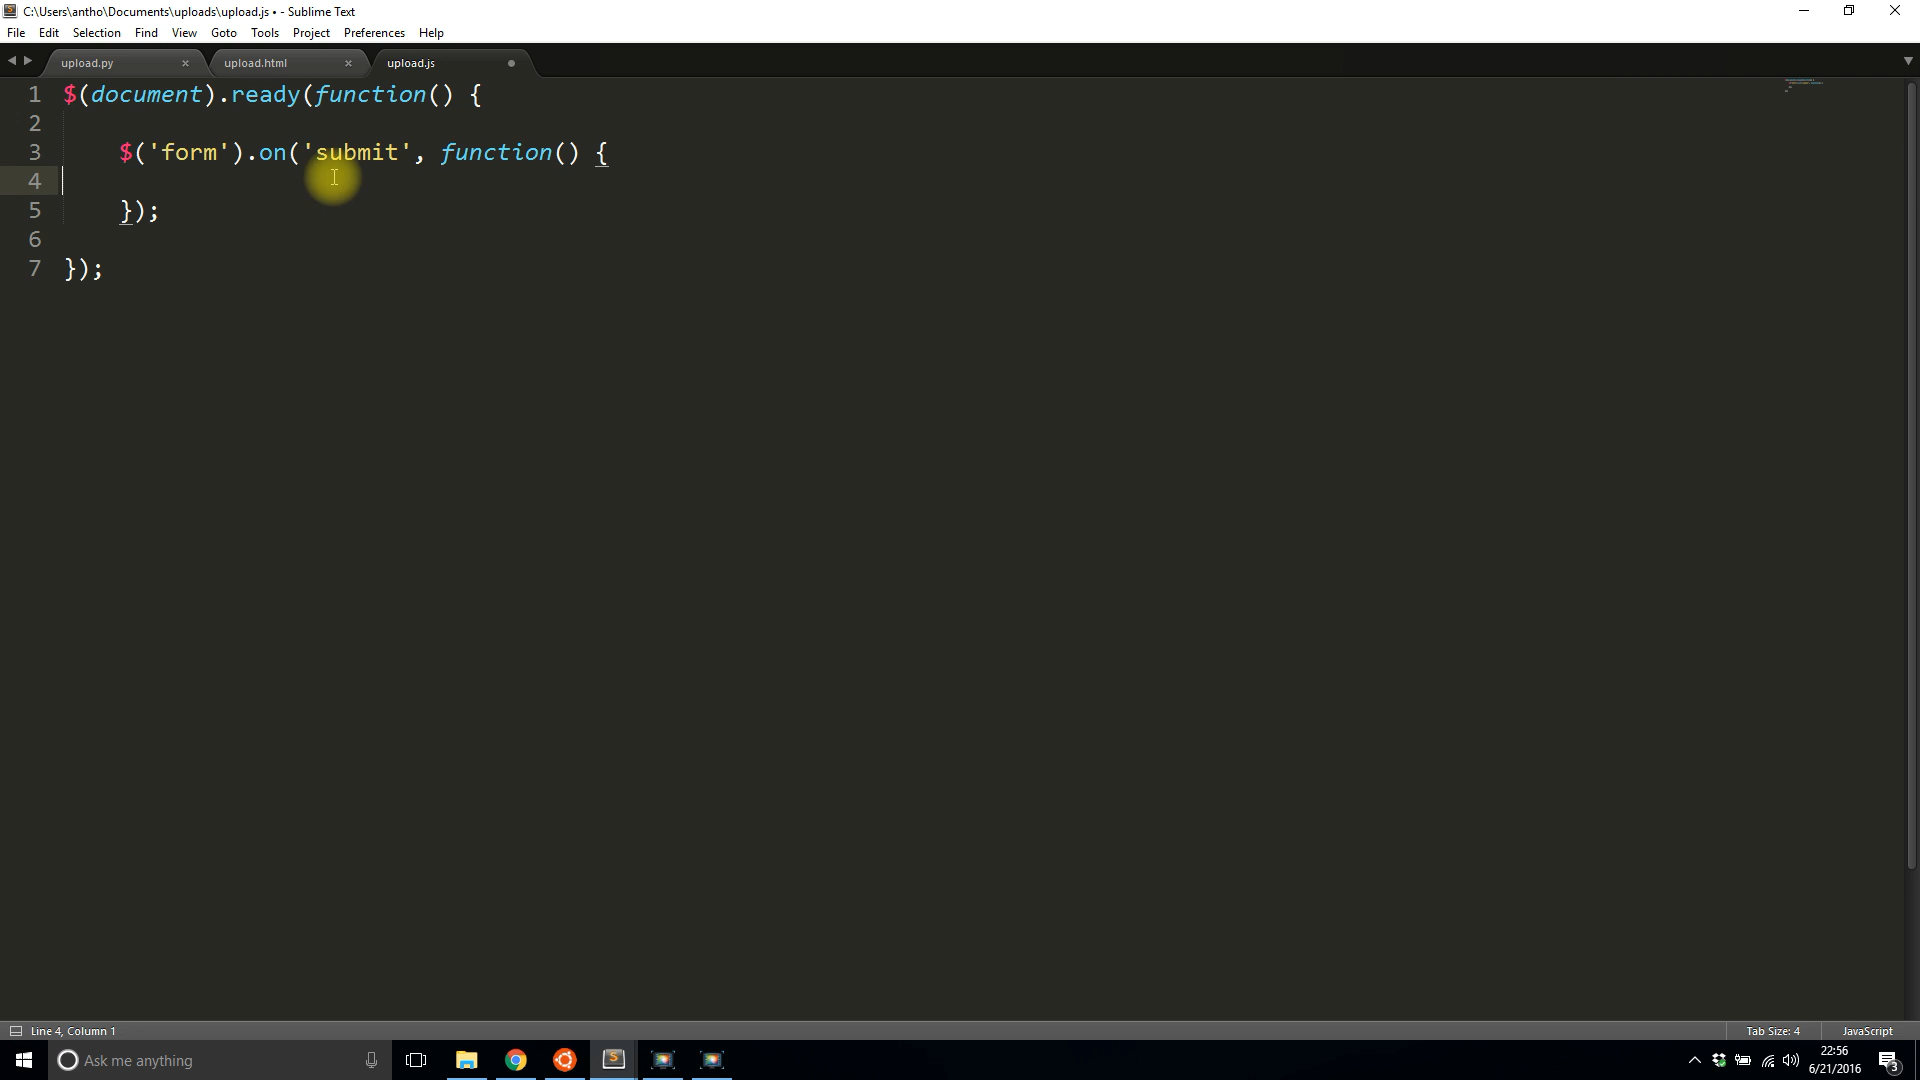 C:\Users\antho\Documents\uploads\upload.js • - Sublime Text
File Edit Selection Find View Goto Tools Project Preferences Help
upload.py upload.html upload.js
1 $(document).ready(function() {
2
3 $('form').on('submit', function() {
4
5 });
6
7 });
Line 4, Column 1 Tab Size: 4 JavaScript
Ask me anything
22:56
6/21/2016
3